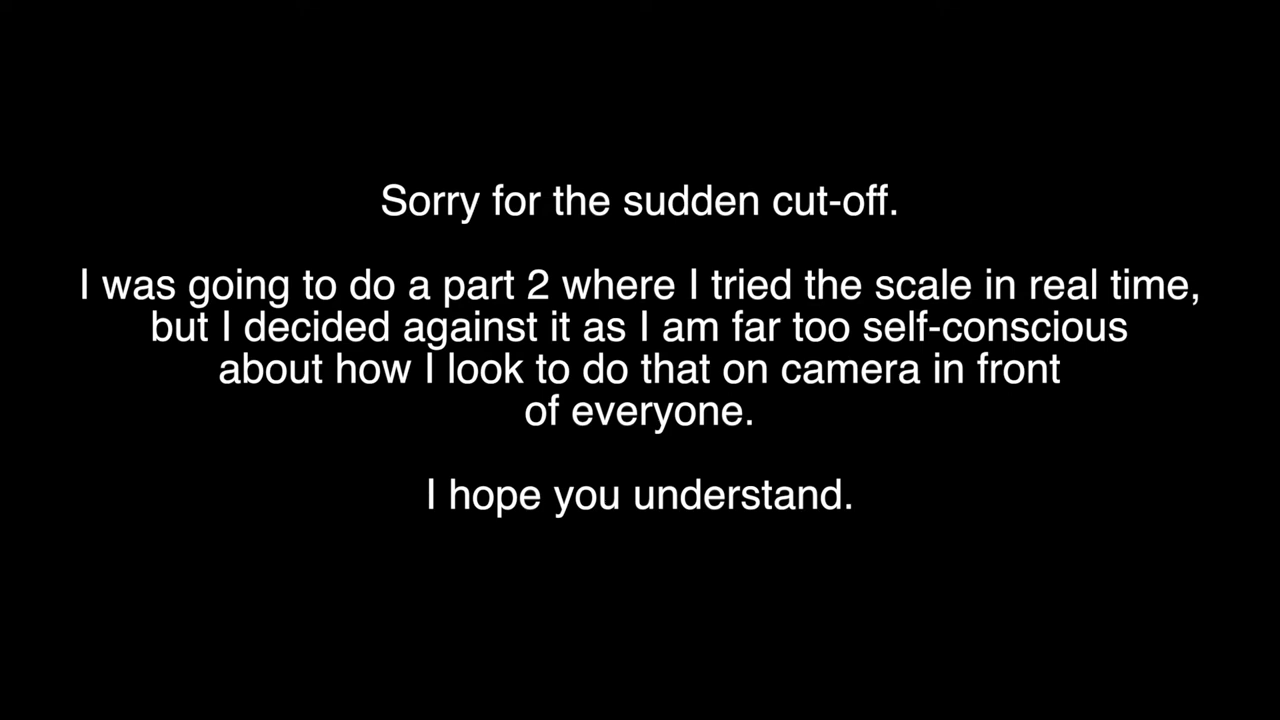 Sorry for the sudden cut-off.
I was going to do a part 2 where I tried the scale in real time,
but I decided against it as I am far too self-conscious
about how I look to do that on camera in front
of everyone.
I hope you understand.